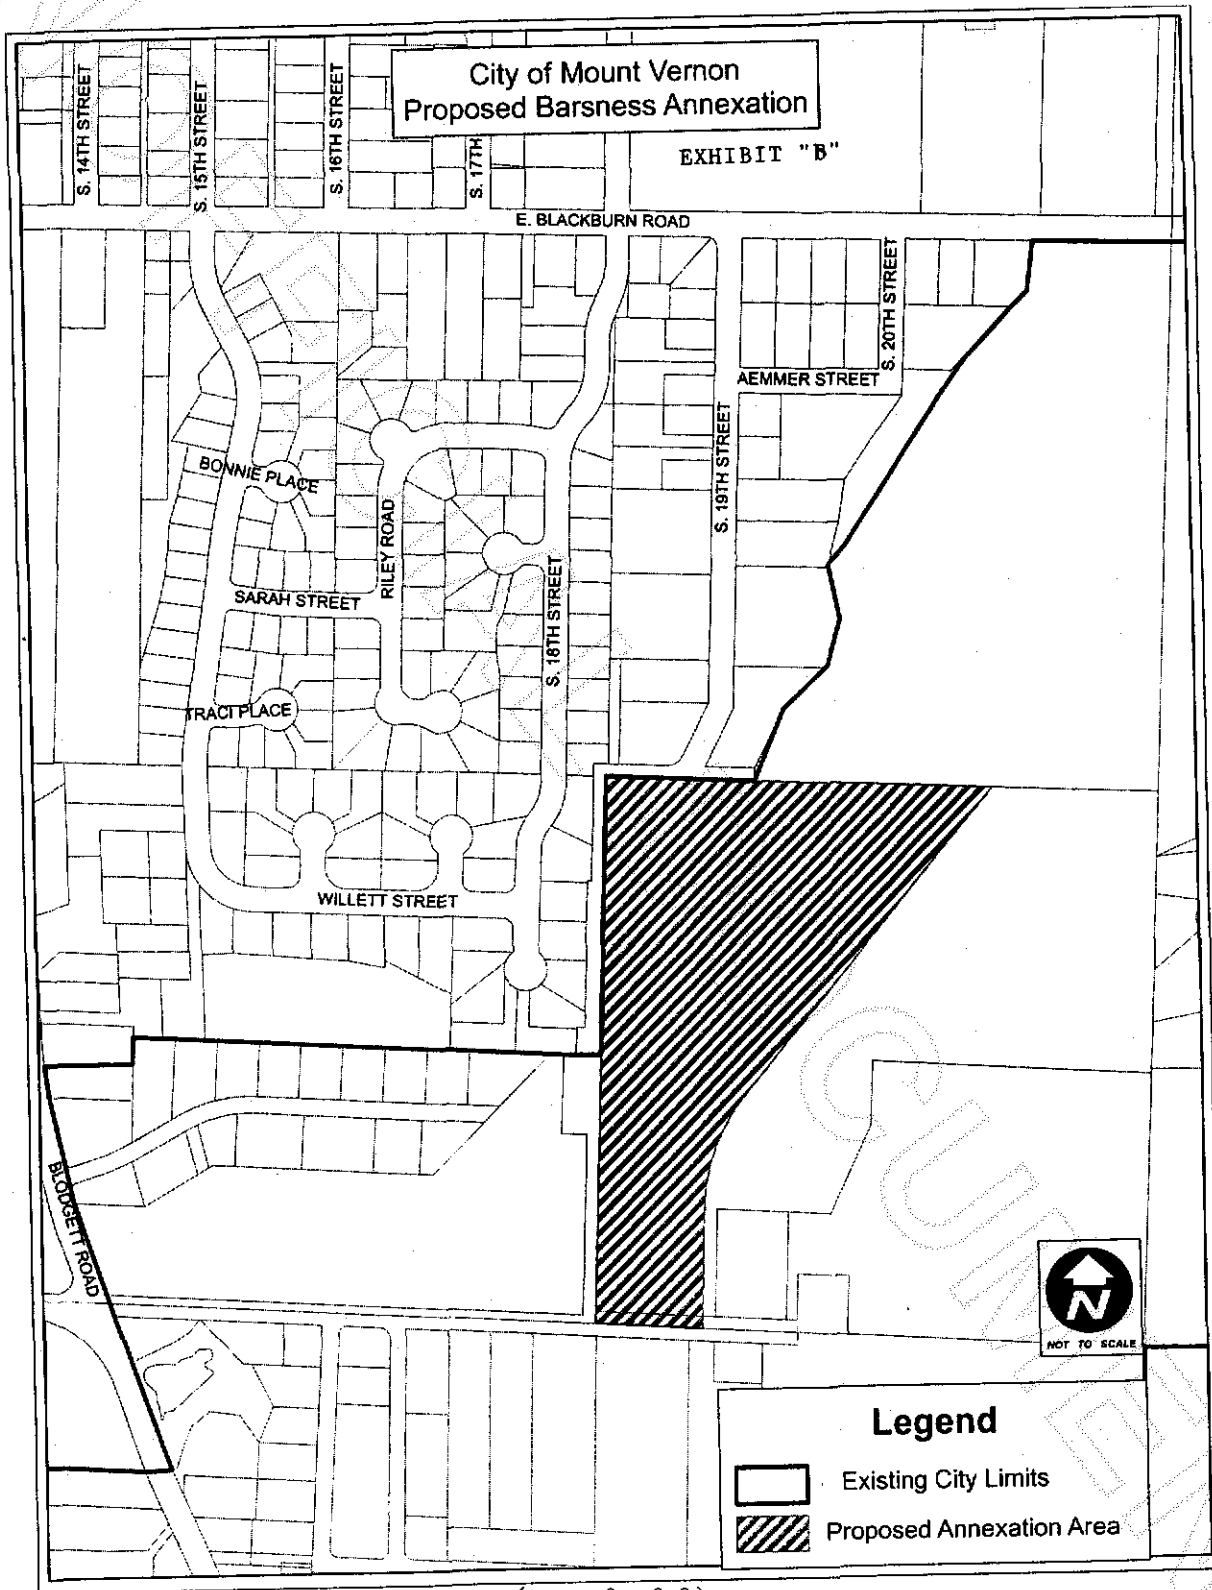 City of Mount Vernon
Proposed Barsness Annexation
EXHIBIT "B"
S. 14TH STREET
S. 15TH STREET
S. 16TH STREET
S. 17TH
E. BLACKBURN ROAD
S. 20TH STREET
AEMMER STREET
S. 19TH STREET
BONNIE PLACE
RILEY ROAD
SARAH STREET
S. 18TH STREET
TRACI PLACE
WILLETT STREET
BLODGETT ROAD
N
NOT TO SCALE
Legend
Existing City Limits
Proposed Annexation Area